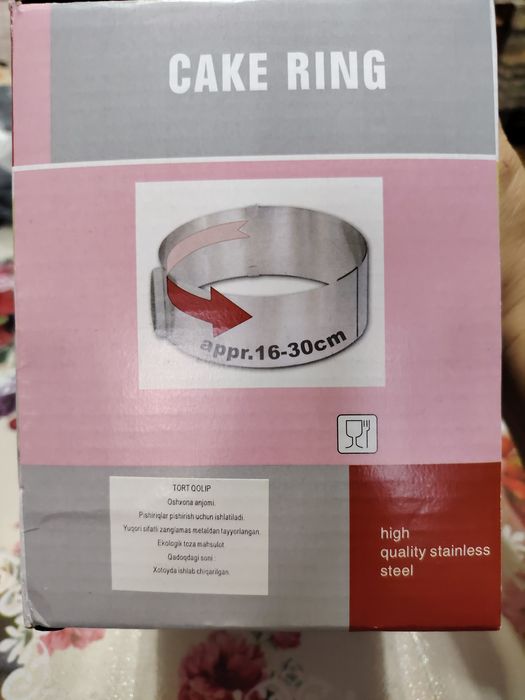 CAKE RING
appr.16-30cm
TORT QOLIP
Oshxona anjomi.
Pishiriqlar pishirish uchun ishlatiladi.
Yuqori sifatli zanglamas metaldan tayyorlangan.
Ekologik toza mahsulot
Qadoqdagi soni :
Xotoyda ishlab chiqarilgan.
high
quality stainless
steel